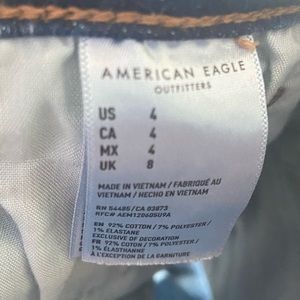 AMERICAN EAGLE
OUTFITTERS
US 4
CA 4
MX 4
UK 8
MADE IN VIETNAM / FABRIQUÉ AU
VIETNAM / HECHO EN VIETNAM
RN 54485/CA 03873
RFC# AEM120605U9A
EN 92% COTTON / 7% POLYESTER /
1% ELASTANE
EXCLUSIVE OF DECORATION
FR 92% COTON / 7% POLYESTER /
1% ÉLASTHANNE
À L'EXCEPTION DE LA GARNITURE